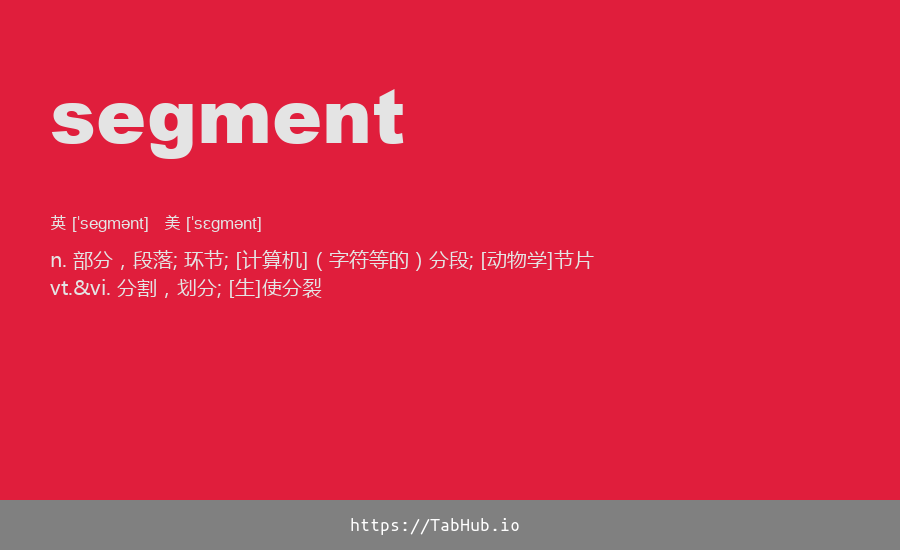 segment
英 [ˈseɡmənt] 美 [ˈsɛɡmənt]
n. 部分，段落; 环节; [计算机]（字符等的）分段; [动物学]节片
vt.&vi. 分割，划分; [生]使分裂
https://TabHub.io